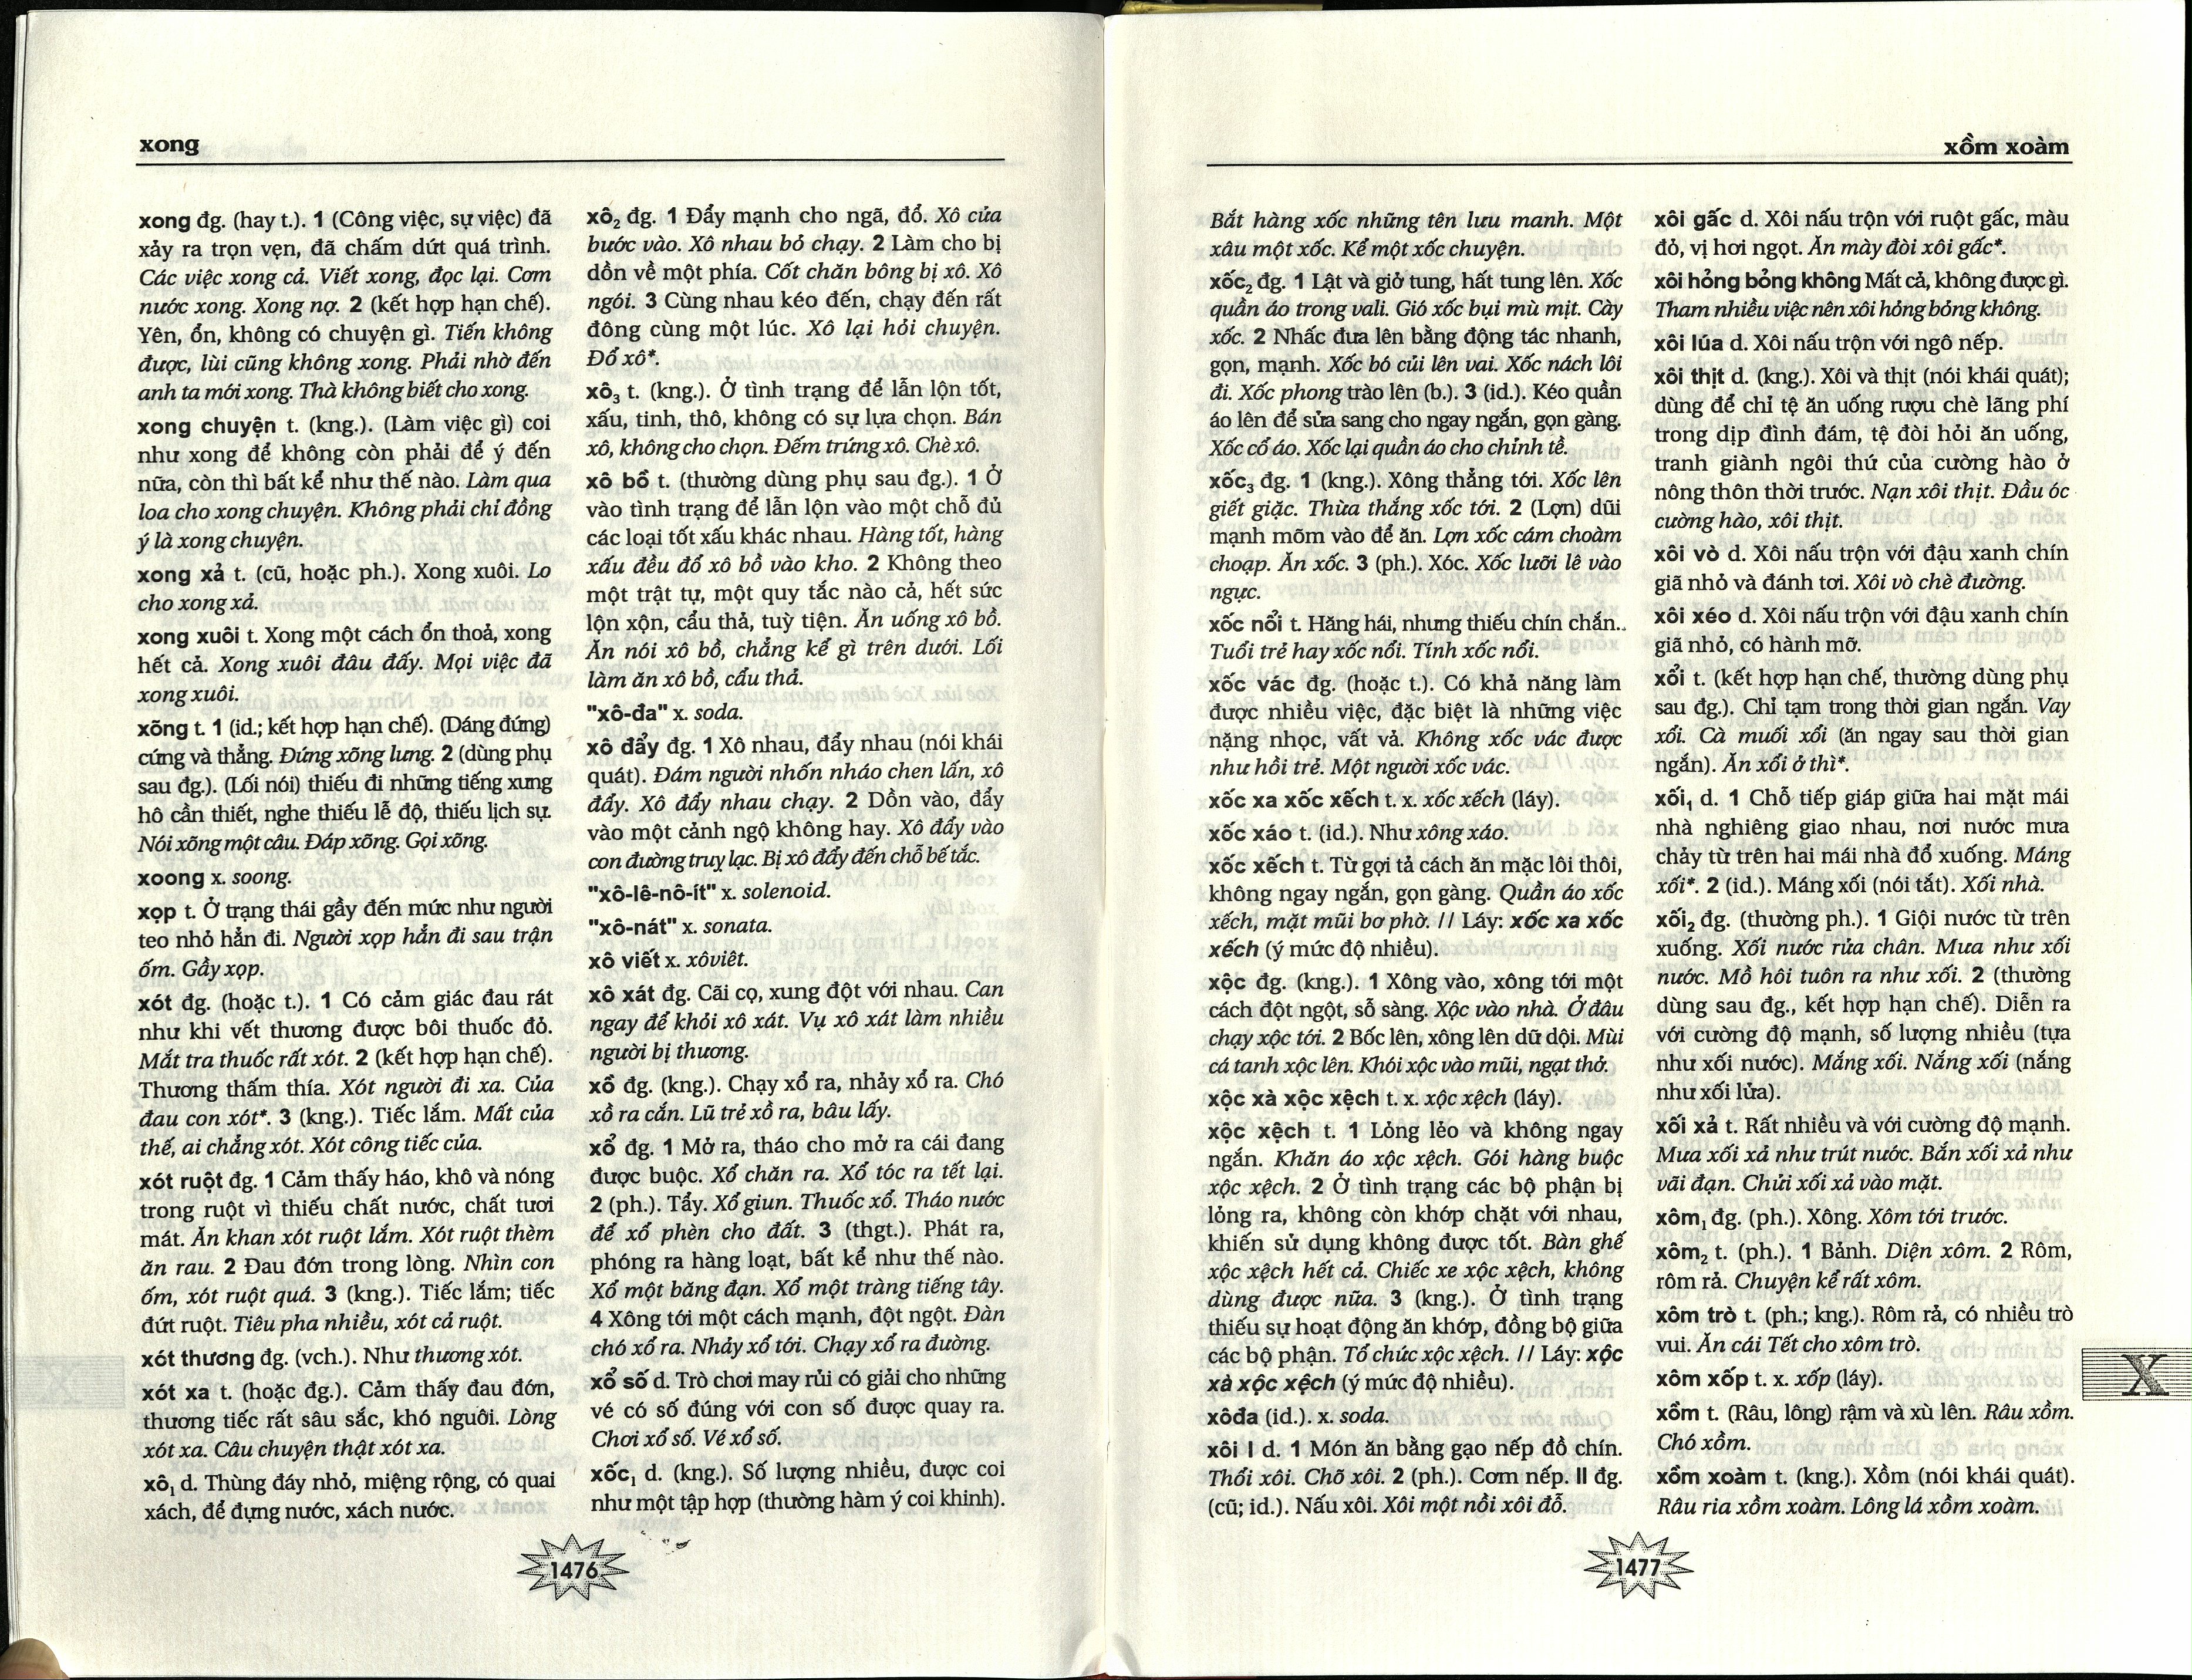 xong
xong đg. (hay t.). 1 (Công việc, sự việc) đã
xảy ra trọn vẹn, đã chấm dứt quá trình.
Các việc xong cả. Viết xong, đọc lại. Cơm
nước xong. Xong nợ. 2 (kết hợp hạn chế).
Yên, ổn, không có chuyện gì. Tiến không
được, lùi cũng không xong. Phải nhờ đến
anh ta mới xong. Thà không biết cho xong.
xong chuyện t. (kng.). (Làm việc gì) coi
như xong để không còn phải để ý đến
nữa, còn thì bất kể như thế nào. Làm qua
loa cho xong chuyện. Không phải chỉ đồng
ý là xong chuyện.
xong xả t. (cũ, hoặc ph.). Xong xuôi. Lo
cho xong xả.
xong xuôi t. Xong một cách ổn thoả, xong
hết cả. Xong xuôi đâu đấy. Mọi việc đã
xong xuôi.
xõng t. 1 (id.; kết hợp hạn chế). (Dáng đứng)
cứng và thẳng. Đứng xõng lưng. 2 (dùng phụ
sau đg.). (Lối nói) thiếu đi những tiếng xưng
hô cần thiết, nghe thiếu lễ độ, thiếu lịch sự.
Nói xõng một câu. Đáp xõng. Gọi xõng.
xoong x. soong.
xọp t. Ở trạng thái gầy đến mức như người
teo nhỏ hẳn đi. Người xọp hẳn đi sau trận
ốm. Gầy xọp.
xót đg. (hoặc t.). 1 Có cảm giác đau rát
như khi vết thương được bôi thuốc đỏ.
Mắt tra thuốc rất xót. 2 (kết hợp hạn chế).
Thương thấm thía. Xót người đi xa. Của
đau con xót*. 3 (kng.). Tiếc lắm. Mất của
thế, ai chẳng xót. Xót công tiếc của.
xót ruột đg. 1 Cảm thấy háo, khô và nóng
trong ruột vì thiếu chất nước, chất tươi
mát. Ăn khan xót ruột lắm. Xót ruột thèm
ăn rau. 2 Đau đớn trong lòng. Nhìn con
ốm, xót ruột quá. 3 (kng.). Tiếc lắm; tiếc
đứt ruột. Tiêu pha nhiều, xót cả ruột.
xót thương đg. (vch.). Như thương xót.
xót xa t. (hoặc đg.). Cảm thấy đau đớn,
thương tiếc rất sâu sắc, khó nguôi. Lòng
xót xa. Câu chuyện thật xót xa.
xô₁ d. Thùng đáy nhỏ, miệng rộng, có quai
xách, để đựng nước, xách nước.
xô₂ đg. 1 Đẩy mạnh cho ngã, đổ. Xô cửa
bước vào. Xô nhau bỏ chạy. 2 Làm cho bị
dồn về một phía. Cốt chăn bông bị xô. Xô
ngói. 3 Cùng nhau kéo đến, chạy đến rất
đông cùng một lúc. Xô lại hỏi chuyện.
Đổ xô*.
xô₃ t. (kng.). Ở tình trạng để lẫn lộn tốt,
xấu, tinh, thô, không có sự lựa chọn. Bán
xô, không cho chọn. Đếm trứng xô. Chè xô.
xô bồ t. (thường dùng phụ sau đg.). 1 Ở
vào tình trạng để lẫn lộn vào một chỗ đủ
các loại tốt xấu khác nhau. Hàng tốt, hàng
xấu đều đổ xô bồ vào kho. 2 Không theo
một trật tự, một quy tắc nào cả, hết sức
lộn xộn, cẩu thả, tuỳ tiện. Ăn uống xô bồ.
Ăn nói xô bồ, chẳng kể gì trên dưới. Lối
làm ăn xô bồ, cẩu thả.
"xô-đa" x. soda.
xô đẩy đg. 1 Xô nhau, đẩy nhau (nói khái
quát). Đám người nhốn nháo chen lấn, xô
đẩy. Xô đẩy nhau chạy. 2 Dồn vào, đẩy
vào một cảnh ngộ không hay. Xô đẩy vào
con đường truỵ lạc. Bị xô đẩy đến chỗ bế tắc.
"xô-lê-nô-ít" x. solenoid.
"xô-nát" x. sonata.
xô viết x. xôviêt.
xô xát đg. Cãi cọ, xung đột với nhau. Can
ngay để khỏi xô xát. Vụ xô xát làm nhiều
người bị thương.
xồ đg. (kng.). Chạy xổ ra, nhảy xổ ra. Chó
xồ ra cắn. Lũ trẻ xồ ra, bâu lấy.
xổ đg. 1 Mở ra, tháo cho mở ra cái đang
được buộc. Xổ chăn ra. Xổ tóc ra tết lại.
2 (ph.). Tẩy. Xổ giun. Thuốc xổ. Tháo nước
để xổ phèn cho đất. 3 (thgt.). Phát ra,
phóng ra hàng loạt, bất kể như thế nào.
Xổ một băng đạn. Xổ một tràng tiếng tây.
4 Xông tới một cách mạnh, đột ngột. Đàn
chó xổ ra. Nhảy xổ tới. Chạy xổ ra đường.
xổ số d. Trò chơi may rủi có giải cho những
vé có số đúng với con số được quay ra.
Chơi xổ số. Vé xổ số.
xốc₁ d. (kng.). Số lượng nhiều, được coi
như một tập hợp (thường hàm ý coi khinh).
1476
xồm xoàm
Bắt hàng xốc những tên lưu manh. Một
xâu một xốc. Kể một xốc chuyện.
xốc₂ đg. 1 Lật và giở tung, hất tung lên. Xốc
quần áo trong vali. Gió xốc bụi mù mịt. Cày
xốc. 2 Nhấc đưa lên bằng động tác nhanh,
gọn, mạnh. Xốc bó củi lên vai. Xốc nách lôi
đi. Xốc phong trào lên (b.). 3 (id.). Kéo quần
áo lên để sửa sang cho ngay ngắn, gọn gàng.
Xốc cổ áo. Xốc lại quần áo cho chỉnh tề.
xốc₃ đg. 1 (kng.). Xông thẳng tới. Xốc lên
giết giặc. Thừa thắng xốc tới. 2 (Lợn) dũi
mạnh mõm vào để ăn. Lợn xốc cám choàm
choạp. Ăn xốc. 3 (ph.). Xóc. Xốc lưỡi lê vào
ngực.
xốc nổi t. Hăng hái, nhưng thiếu chín chắn.
Tuổi trẻ hay xốc nổi. Tính xốc nổi.
xốc vác đg. (hoặc t.). Có khả năng làm
được nhiều việc, đặc biệt là những việc
nặng nhọc, vất vả. Không xốc vác được
như hồi trẻ. Một người xốc vác.
xốc xa xốc xếch t. x. xốc xếch (láy).
xốc xáo t. (id.). Như xông xáo.
xốc xếch t. Từ gợi tả cách ăn mặc lôi thôi,
không ngay ngắn, gọn gàng. Quần áo xốc
xếch, mặt mũi bơ phờ. // Láy: xốc xa xốc
xếch (ý mức độ nhiều).
xộc đg. (kng.). 1 Xông vào, xông tới một
cách đột ngột, sỗ sàng. Xộc vào nhà. Ở đâu
chạy xộc tới. 2 Bốc lên, xông lên dữ dội. Mùi
cá tanh xộc lên. Khói xộc vào mũi, ngạt thở.
xộc xà xộc xệch t. x. xộc xệch (láy).
xộc xệch t. 1 Lỏng lẻo và không ngay
ngắn. Khăn áo xộc xệch. Gói hàng buộc
xộc xệch. 2 Ở tình trạng các bộ phận bị
lỏng ra, không còn khớp chặt với nhau,
khiến sử dụng không được tốt. Bàn ghế
xộc xệch hết cả. Chiếc xe xộc xệch, không
dùng được nữa. 3 (kng.). Ở tình trạng
thiếu sự hoạt động ăn khớp, đồng bộ giữa
các bộ phận. Tổ chức xộc xệch. // Láy: xộc
xà xộc xệch (ý mức độ nhiều).
xôđa (id.). x. soda.
xôi I d. 1 Món ăn bằng gạo nếp đồ chín.
Thổi xôi. Chõ xôi. 2 (ph.). Cơm nếp. II đg.
(cũ; id.). Nấu xôi. Xôi một nồi xôi đỗ.
xôi gấc d. Xôi nấu trộn với ruột gấc, màu
đỏ, vị hơi ngọt. Ăn mày đòi xôi gấc*.
xôi hỏng bỏng không Mất cả, không được gì.
Tham nhiều việc nên xôi hỏng bỏng không.
xôi lúa d. Xôi nấu trộn với ngô nếp.
xôi thịt d. (kng.). Xôi và thịt (nói khái quát);
dùng để chỉ tệ ăn uống rượu chè lãng phí
trong dịp đình đám, tệ đòi hỏi ăn uống,
tranh giành ngôi thứ của cường hào ở
nông thôn thời trước. Nạn xôi thịt. Đầu óc
cường hào, xôi thịt.
xôi vò d. Xôi nấu trộn với đậu xanh chín
giã nhỏ và đánh tơi. Xôi vò chè đường.
xôi xéo d. Xôi nấu trộn với đậu xanh chín
giã nhỏ, có hành mỡ.
xổi t. (kết hợp hạn chế, thường dùng phụ
sau đg.). Chỉ tạm trong thời gian ngắn. Vay
xổi. Cà muối xổi (ăn ngay sau thời gian
ngắn). Ăn xổi ở thì*.
xối₁ d. 1 Chỗ tiếp giáp giữa hai mặt mái
nhà nghiêng giao nhau, nơi nước mưa
chảy từ trên hai mái nhà đổ xuống. Máng
xối*. 2 (id.). Máng xối (nói tắt). Xối nhà.
xối₂ đg. (thường ph.). 1 Giội nước từ trên
xuống. Xối nước rửa chân. Mưa như xối
nước. Mồ hôi tuôn ra như xối. 2 (thường
dùng sau đg., kết hợp hạn chế). Diễn ra
với cường độ mạnh, số lượng nhiều (tựa
như xối nước). Mắng xối. Nắng xối (nắng
như xối lửa).
xối xả t. Rất nhiều và với cường độ mạnh.
Mưa xối xả như trút nước. Bắn xối xả như
vãi đạn. Chửi xối xả vào mặt.
xôm₁ đg. (ph.). Xông. Xôm tới trước.
xôm₂ t. (ph.). 1 Bảnh. Diện xôm. 2 Rôm,
rôm rả. Chuyện kể rất xôm.
xôm trò t. (ph.; kng.). Rôm rả, có nhiều trò
vui. Ăn cái Tết cho xôm trò.
xôm xốp t. x. xốp (láy).
xồm t. (Râu, lông) rậm và xù lên. Râu xồm.
Chó xồm.
xồm xoàm t. (kng.). Xồm (nói khái quát).
Râu ria xồm xoàm. Lông lá xồm xoàm.
X
1477